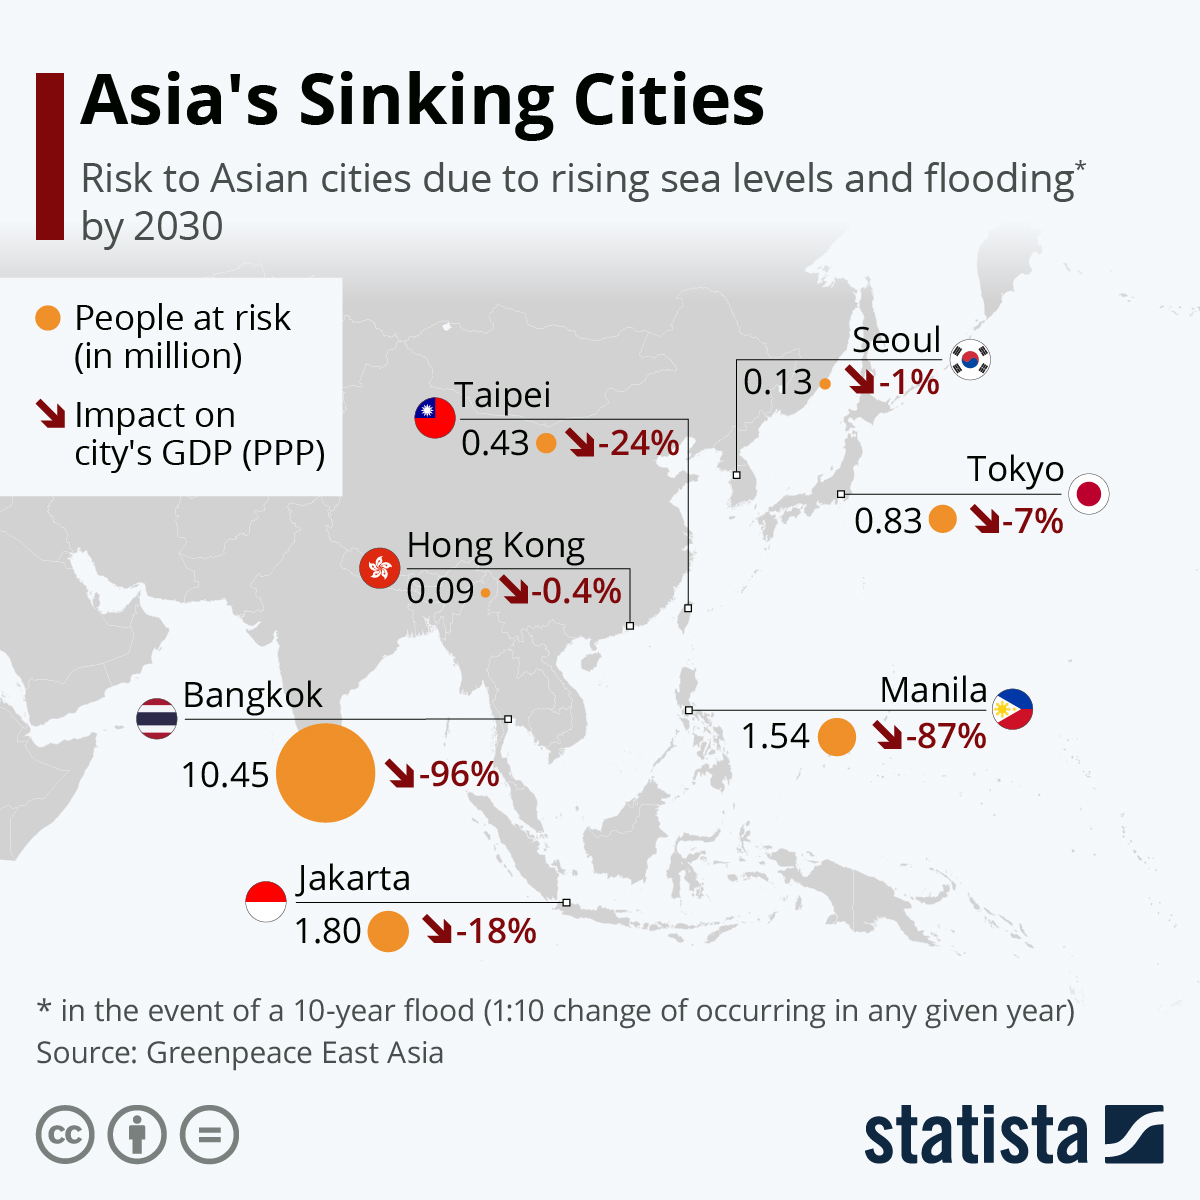 Asia's Sinking Cities
Risk to Asian cities due to rising sea levels and flooding*
by 2030
People at risk
(in million)
Impact on
city's GDP (PPP)
Seoul
0.13 -1%
Taipei
0.43 -24%
Tokyo
0.83 -7%
Hong Kong
0.09 -0.4%
Bangkok
10.45 -96%
Manila
1.54 -87%
Jakarta
1.80 -18%
* in the event of a 10-year flood (1:10 change of occurring in any given year)
Source: Greenpeace East Asia
cc
statista